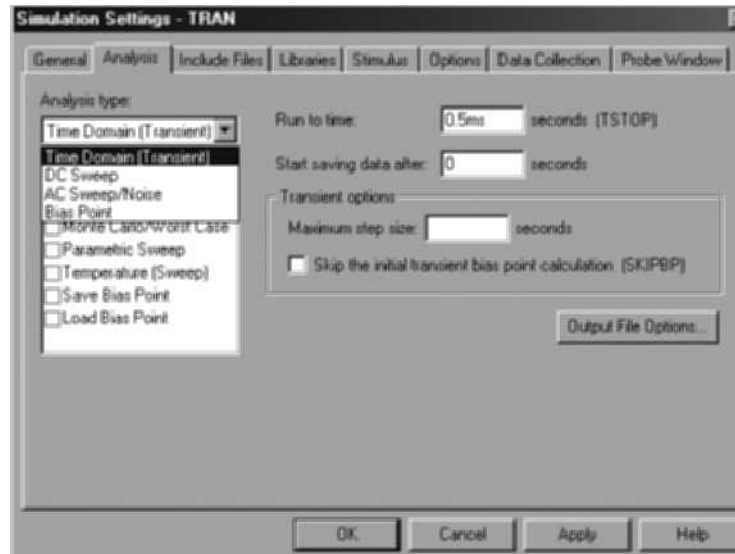 Simulation Settings - TRAN
General Analysis Include Files Libraries Stimulus Options Data Collection Probe Window
Analysis type:
Time Domain (Transient)
Time Domain (Transient)
DC Sweep
AC Sweep/Noise
Bias Point
Monte Carlo/Worst Case
Parametric Sweep
Temperature (Sweep)
Save Bias Point
Load Bias Point
Run to time: 0.5ms seconds (TSTOP)
Start saving data after: 0 seconds
Transient options
Maximum step size: seconds
Skip the initial transient bias point calculation (SKIPBP)
Output File Options...
OK Cancel Apply Help